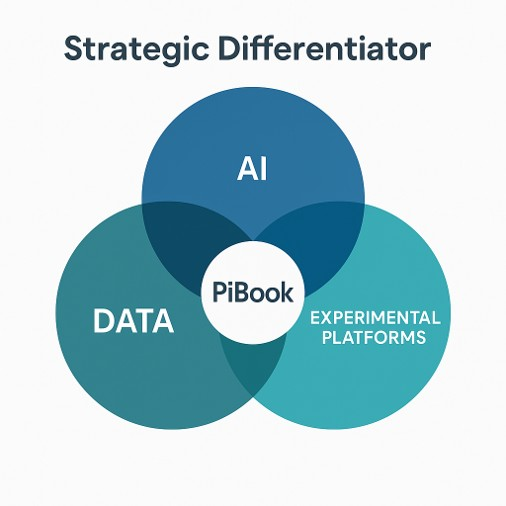 Strategic Differentiator
AI
PiBook
DATA
EXPERIMENTAL
PLATFORMS